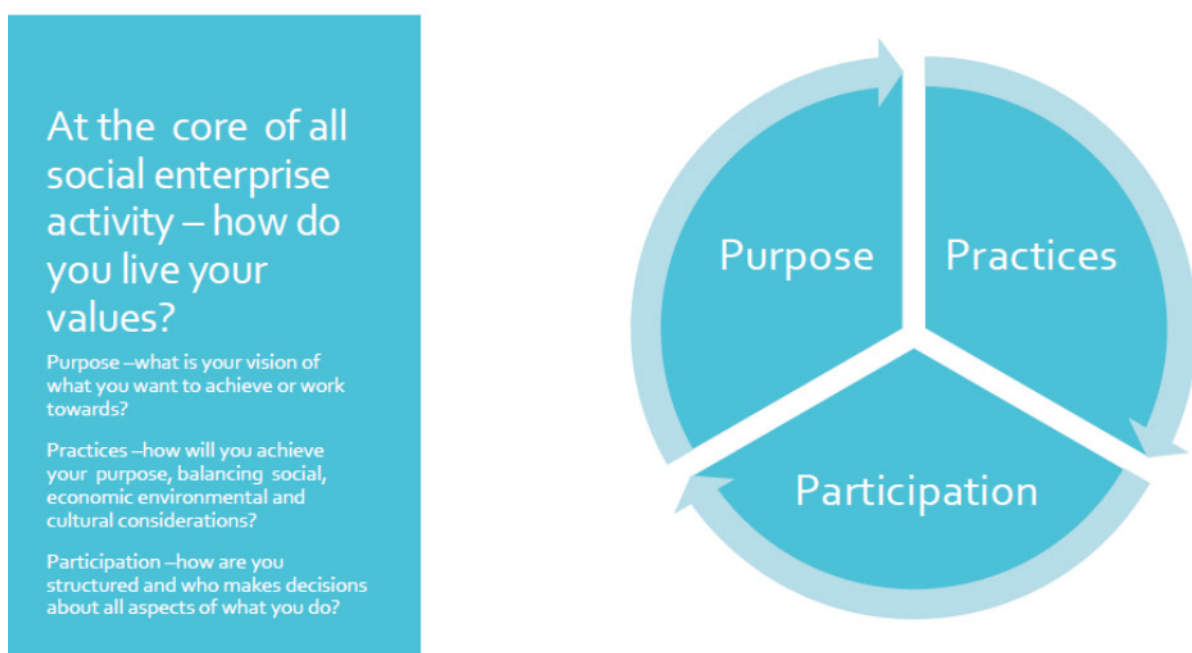 At the core of all
social enterprise
activity – how do
you live your
values?
Purpose –what is your vision of
what you want to achieve or work
towards?
Practices –how will you achieve
your purpose, balancing social,
economic environmental and
cultural considerations?
Participation –how are you
structured and who makes decisions
about all aspects of what you do?
Purpose
Practices
Participation